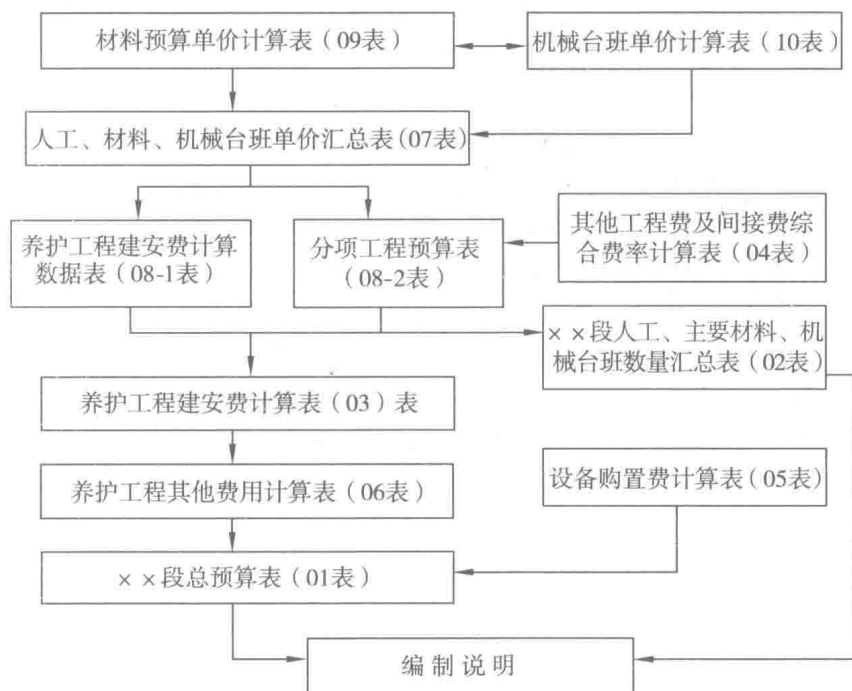 材料预算单价计算表（09表）
机械台班单价计算表（10表）
人工、材料、机械台班单价汇总表（07表）
养护工程建安费计算
数据表（08-1表）
分项工程预算表
（08-2表）
其他工程费及间接费综
合费率计算表（04表）
××段人工、主要材料、机
械台班数量汇总表（02表）
养护工程建安费计算表（03）表
养护工程其他费用计算表（06表）
设备购置费计算表（05表）
××段总预算表（01表）
编制说明